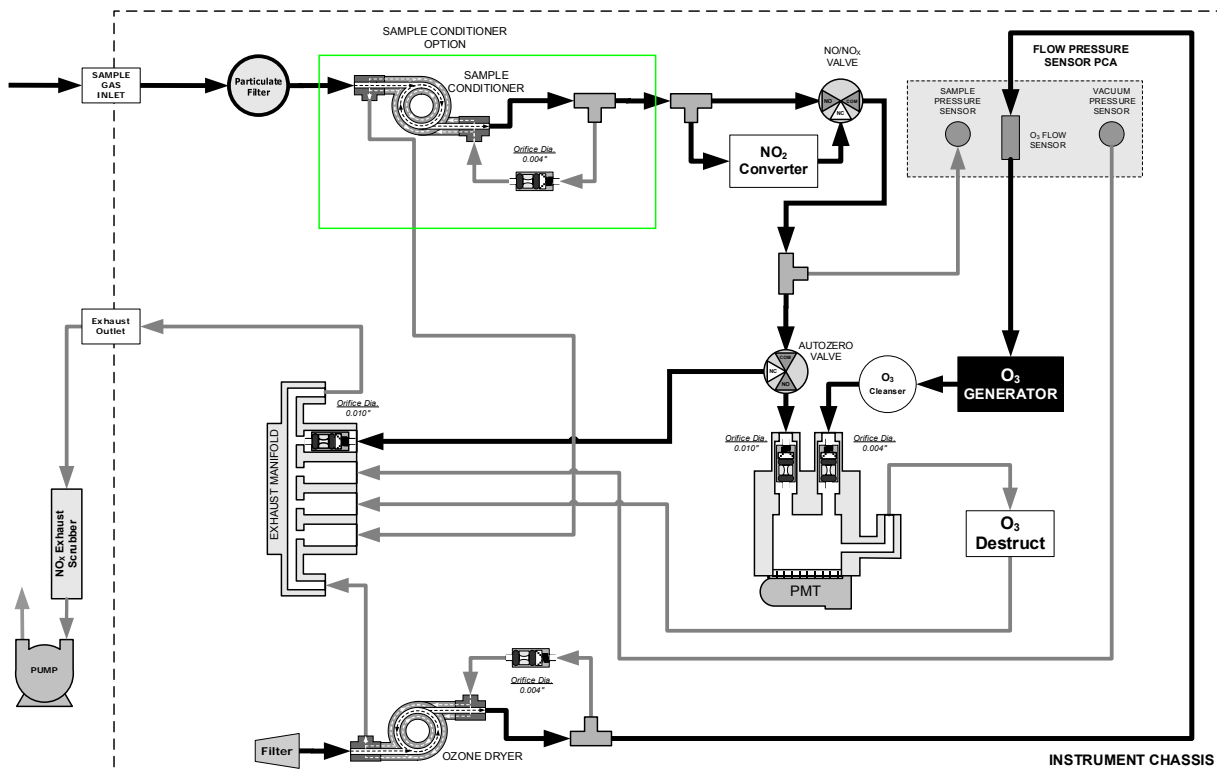 SAMPLE CONDITIONER
OPTION
SAMPLE
GAS
INLET
Particulate
Filter
SAMPLE
CONDITIONER
Orifice Dia.
0.004"
NO/NOX
VALVE
NO
COM
NC
NO2
Converter
FLOW PRESSURE
SENSOR PCA
SAMPLE
PRESSURE
SENSOR
O3 FLOW
SENSOR
VACUUM
PRESSURE
SENSOR
Exhaust
Outlet
AUTOZERO
VALVE
COM
NC
NO
O3
Cleanser
O3
GENERATOR
Orifice Dia.
0.010"
EXHAUST MANIFOLD
Orifice Dia.
0.010"
Orifice Dia.
0.004"
O3
Destruct
PMT
NOX Exhaust
Scrubber
PUMP
Orifice Dia.
0.004"
Filter
OZONE DRYER
INSTRUMENT CHASSIS